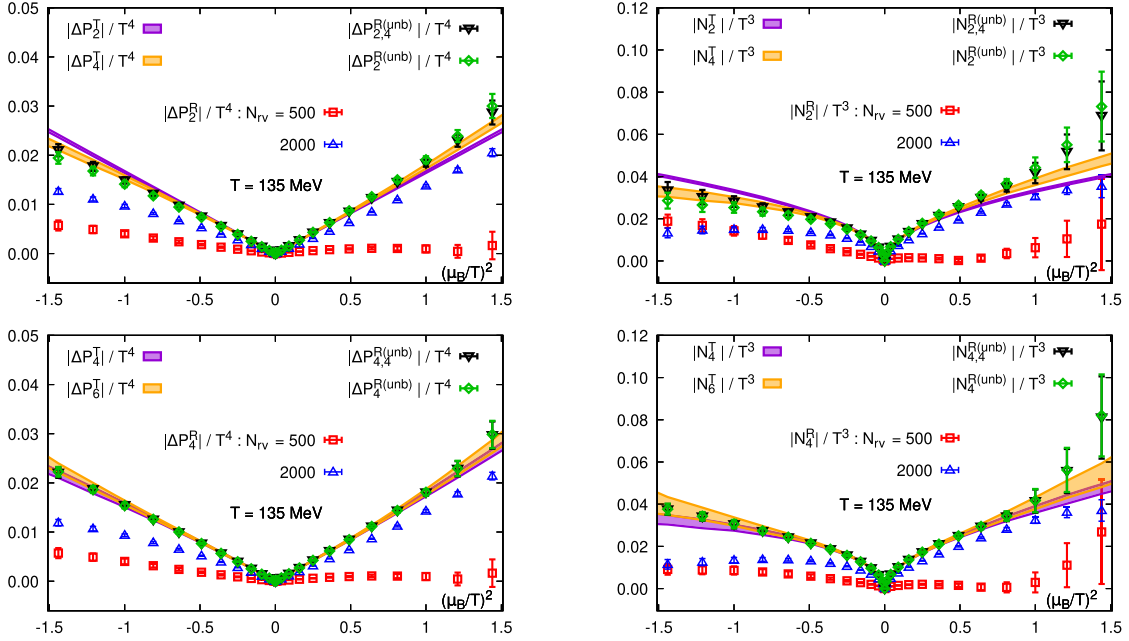 |ΔP₂ᵀ| / T⁴
|ΔP₄ᵀ| / T⁴
|ΔP₂,₄ᴿ⁽ᵘⁿᵇ⁾| / T⁴
|ΔP₂ᴿ⁽ᵘⁿᵇ⁾| / T⁴
|ΔP₂ᴿ| / T⁴ : Nrv = 500
2000
T = 135 MeV
(μB/T)²
0.05
0.04
0.03
0.02
0.01
0.00
-1.5 -1 -0.5 0 0.5 1 1.5
|N₂ᵀ| / T³
|N₄ᵀ| / T³
|N₂,₄ᴿ⁽ᵘⁿᵇ⁾ | / T³
|N₂ᴿ⁽ᵘⁿᵇ⁾ | / T³
|N₂ᴿ| / T³ : Nrv = 500
2000
T = 135 MeV
(μB/T)²
0.12
0.10
0.08
0.06
0.04
0.02
0.00
-1.5 -1 -0.5 0 0.5 1 1.5
|ΔP₄ᵀ| / T⁴
|ΔP₆ᵀ| / T⁴
|ΔP₄,₄ᴿ⁽ᵘⁿᵇ⁾| / T⁴
|ΔP₄ᴿ⁽ᵘⁿᵇ⁾| / T⁴
|ΔP₄ᴿ| / T⁴ : Nrv = 500
2000
T = 135 MeV
(μB/T)²
0.05
0.04
0.03
0.02
0.01
0.00
-1.5 -1 -0.5 0 0.5 1 1.5
|N₄ᵀ| / T³
|N₆ᵀ| / T³
|N₄,₄ᴿ⁽ᵘⁿᵇ⁾ | / T³
|N₄ᴿ⁽ᵘⁿᵇ⁾ | / T³
|N₄ᴿ| / T³ : Nrv = 500
2000
T = 135 MeV
(μB/T)²
0.12
0.10
0.08
0.06
0.04
0.02
0.00
-1.5 -1 -0.5 0 0.5 1 1.5